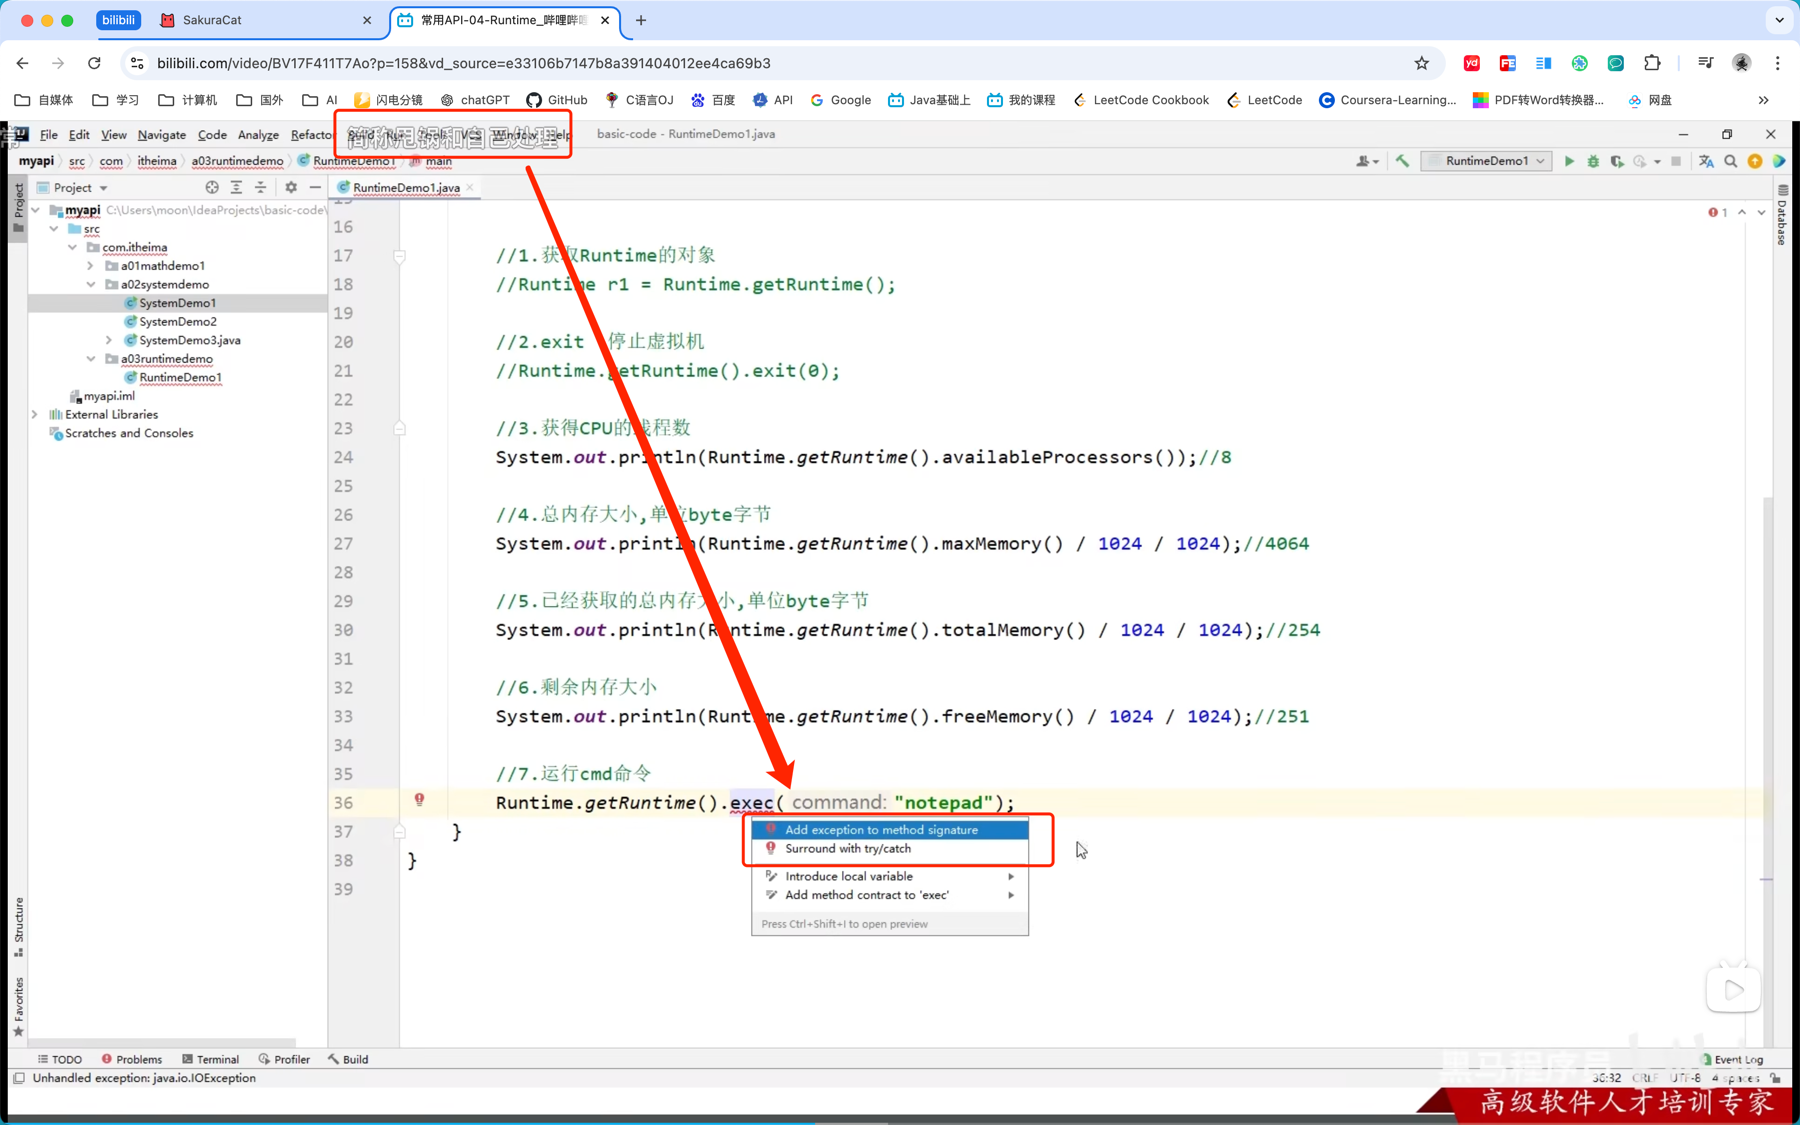 bilibili
SakuraCat
常用API-04-Runtime_哔哩哔哩
bilibili.com/video/BV17F411T7Ao?p=158&vd_source=e33106b7147b8a391404012ee4ca69b3
自媒体 学习 计算机 国外 AI 闪电分镜 chatGPT GitHub C语言OJ 百度 API Google Java基础上 我的课程 LeetCode Cookbook LeetCode Coursera-Learning... PDF转Word转换器... 网盘
常
File Edit View Navigate Code Analyze Refactor Build Run Tools VCS Window Help basic-code - RuntimeDemo1.java
简称甩锅和自己处理
myapi src com itheima a03runtimedemo RuntimeDemo1 main
RuntimeDemo1
Project
RuntimeDemo1.java
myapi C:\Users\moon\IdeaProjects\basic-code\
src
com.itheima
a01mathdemo1
a02systemdemo
SystemDemo1
SystemDemo2
SystemDemo3.java
a03runtimedemo
RuntimeDemo1
myapi.iml
External Libraries
Scratches and Consoles
Project
Structure
Favorites
Database
1
15
16
17 //1.获取Runtime的对象
18 //Runtime r1 = Runtime.getRuntime();
19
20 //2.exit 停止虚拟机
21 //Runtime.getRuntime().exit(0);
22
23 //3.获得CPU的线程数
24 System.out.println(Runtime.getRuntime().availableProcessors());//8
25
26 //4.总内存大小,单位byte字节
27 System.out.println(Runtime.getRuntime().maxMemory() / 1024 / 1024);//4064
28
29 //5.已经获取的总内存大小,单位byte字节
30 System.out.println(Runtime.getRuntime().totalMemory() / 1024 / 1024);//254
31
32 //6.剩余内存大小
33 System.out.println(Runtime.getRuntime().freeMemory() / 1024 / 1024);//251
34
35 //7.运行cmd命令
36 Runtime.getRuntime().exec( command: "notepad");
37 }
38 }
39
Add exception to method signature
Surround with try/catch
Introduce local variable
Add method contract to 'exec'
Press Ctrl+Shift+I to open preview
TODO Problems Terminal Profiler Build
Event Log
Unhandled exception: java.io.IOException
36:32 CRLF UTF-8 4 spaces
黑马程序员
高级软件人才培训专家